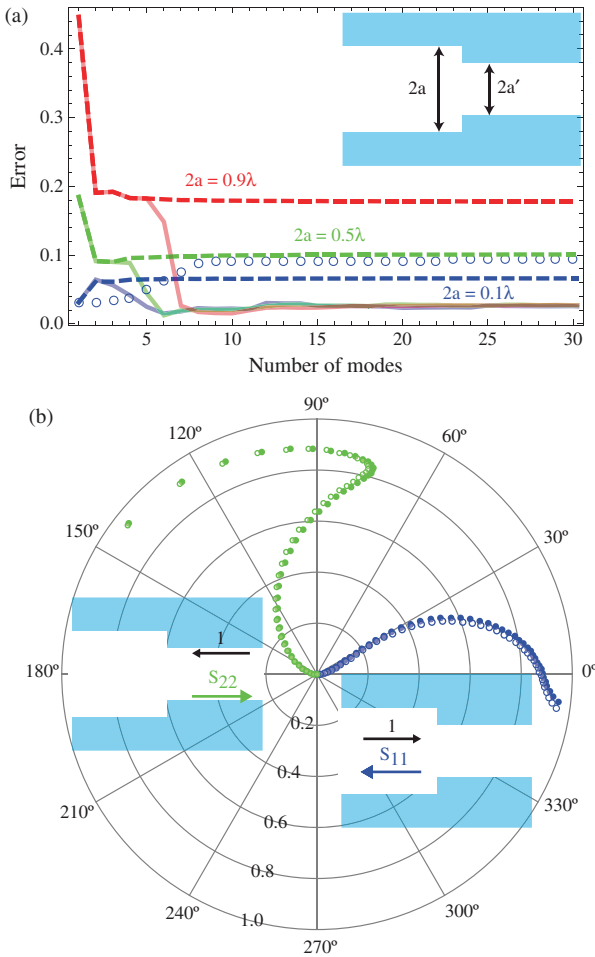 (a)
0.4
0.3
0.2
0.1
0.0
Error
2a
2a′
2a = 0.9λ
2a = 0.5λ
2a = 0.1λ
5
10
15
20
25
30
Number of modes
(b)
90º
120º
60º
150º
30º
1
S22
180º
0º
1
S11
0.2
0.4
0.6
0.8
1.0
210º
330º
240º
300º
270º